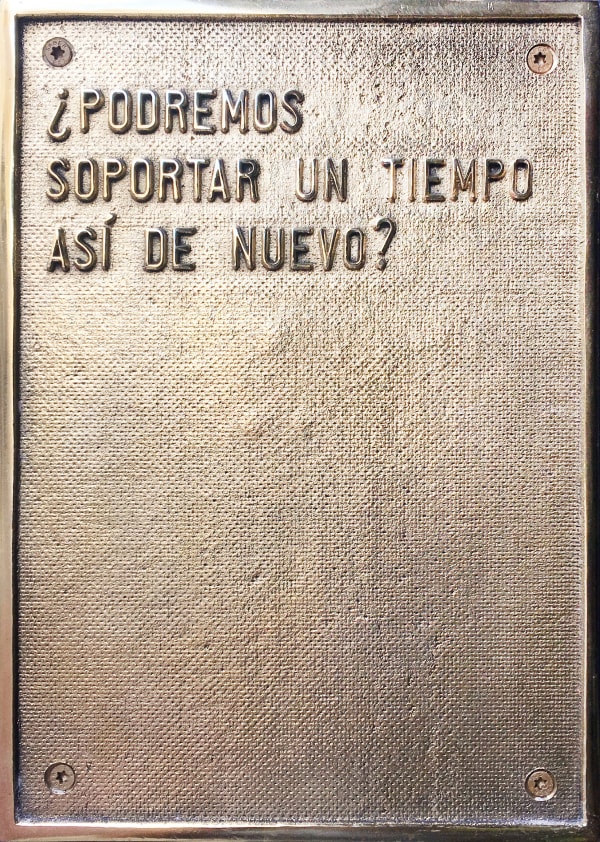 ¿PODREMOS
SOPORTAR UN TIEMPO
ASÍ DE NUEVO?